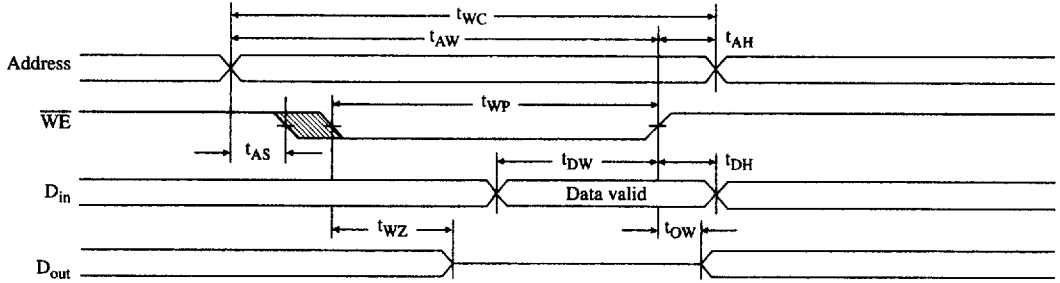 tWC
tAW
tAH
Address
tWP
WE
tAS
tDW
tDH
Din
Data valid
tWZ
tOW
Dout